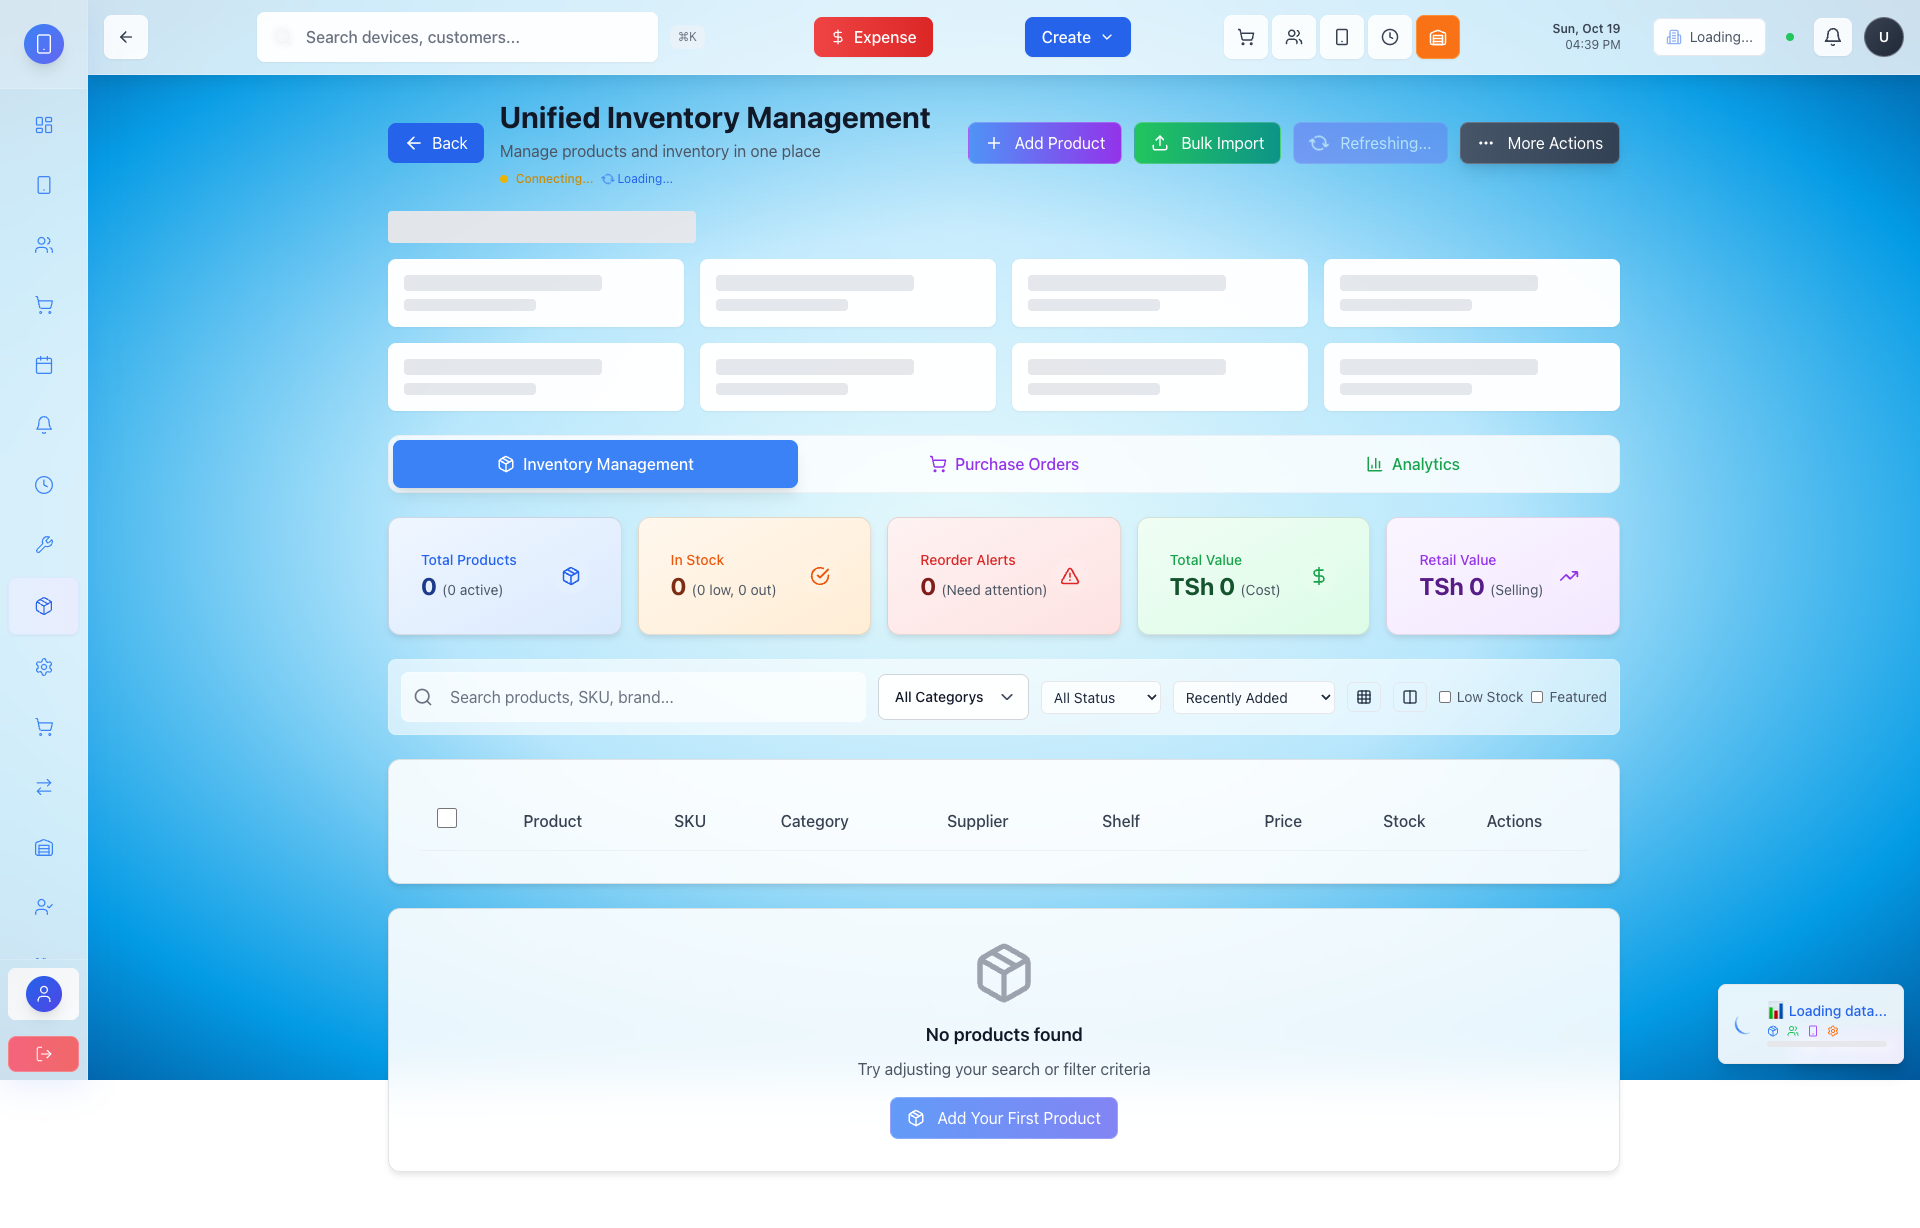 Search devices, customers...
⌘K
Expense
Create
Sun, Oct 19
04:39 PM
Loading...
U
Back
Unified Inventory Management
Manage products and inventory in one place
Connecting...
Loading...
Add Product
Bulk Import
Refreshing...
More Actions
Inventory Management
Purchase Orders
Analytics
Total Products
0 (0 active)
In Stock
0 (0 low, 0 out)
Reorder Alerts
0 (Need attention)
Total Value
TSh 0 (Cost)
Retail Value
TSh 0 (Selling)
Search products, SKU, brand...
All Categorys
All Status
Recently Added
Low Stock
Featured
Product
SKU
Category
Supplier
Shelf
Price
Stock
Actions
No products found
Try adjusting your search or filter criteria
Add Your First Product
Loading data...